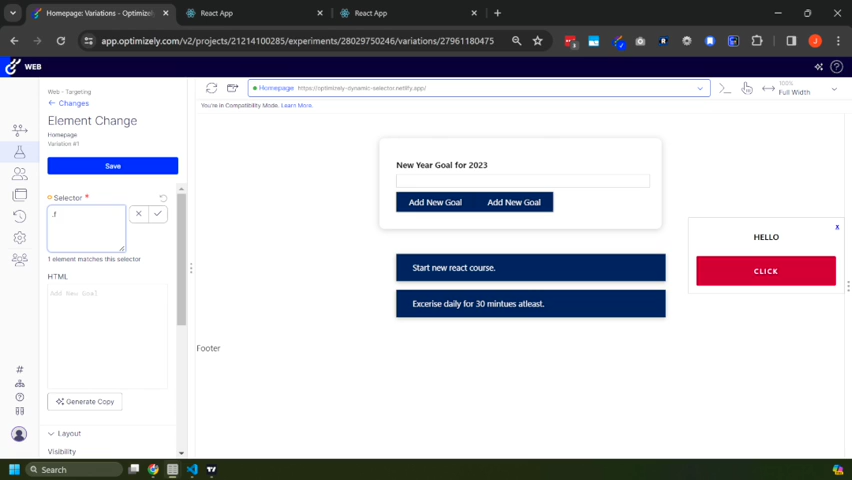 Homepage: Variations - Optimizely
React App
React App
app.optimizely.com/v2/projects/21214100285/experiments/28029750246/variations/27961180475
J
WEB
Web - Targeting
Changes
Element Change
Homepage
Variation #1
Save
Selector *
.f
1 element matches this selector
HTML
Add New Goal
Generate Copy
Layout
Visibility
Homepage https://optimizely-dynamic-selector.netlify.app/
100%
Full Width
You're in Compatibility Mode. Learn More.
New Year Goal for 2023
Add New Goal Add New Goal
Start new react course.
Excerise daily for 30 mintues atleast.
Footer
x
HELLO
CLICK
Search